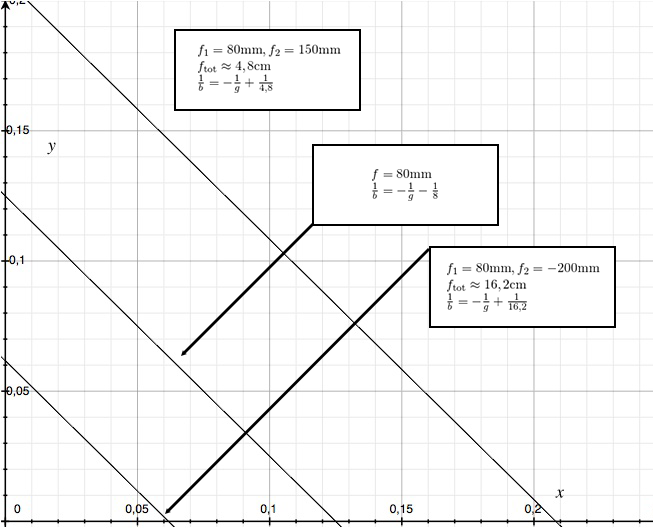 0,2
f₁ = 80mm, f₂ = 150mm
f_tot ≈ 4,8cm
1/b = −1/g + 1/4,8
0,15
y
f = 80mm
1/b = −1/g − 1/8
0,1
f₁ = 80mm, f₂ = −200mm
f_tot ≈ 16,2cm
1/b = −1/g + 1/16,2
0,05
x
0 0,05 0,1 0,15 0,2